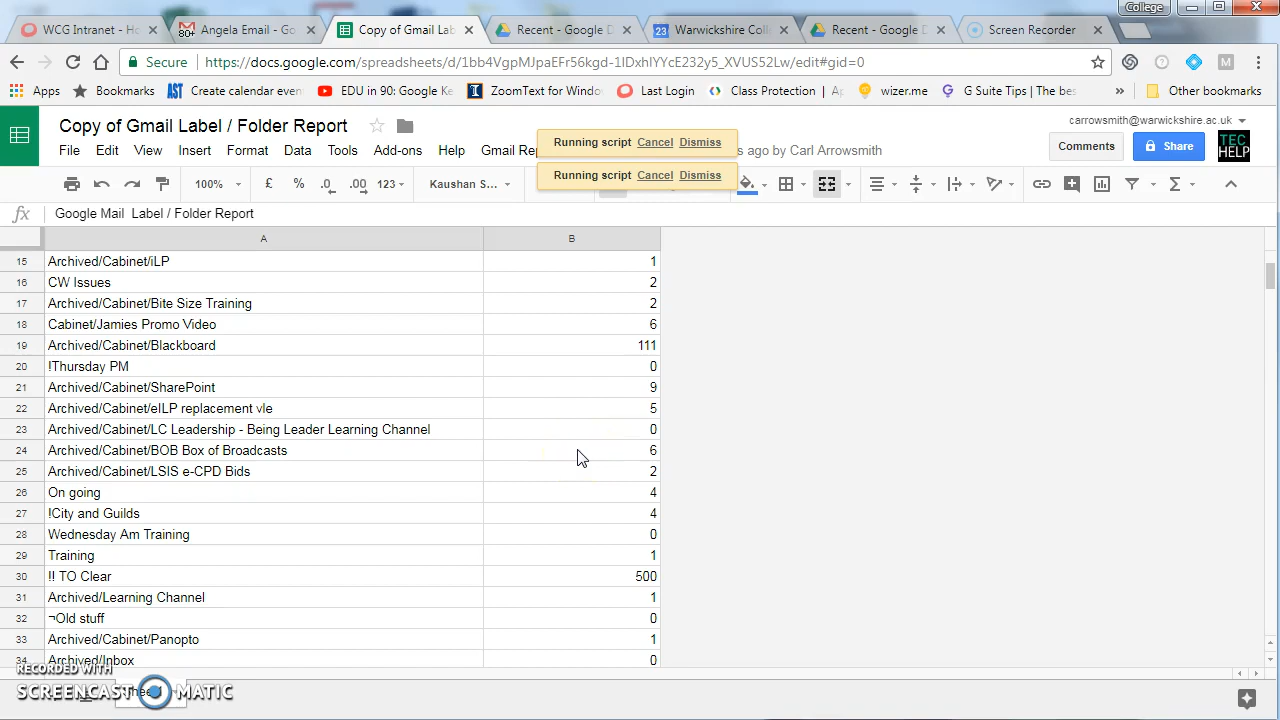 College
WCG Intranet - Ho
80+
Angela Email - Go
Copy of Gmail Lab
Recent - Google D
23
Warwickshire Coll
Recent - Google D
Screen Recorder
Secure
https://docs.google.com/spreadsheets/d/1bb4VgpMJpaEFr56kgd-1IDxhIYYcE232y5_XVUS52Lw/edit#gid=0
M
Apps
Bookmarks
AST
Create calendar event
EDU in 90: Google
ZoomText for Windo
Last Login
Class Protection
Ap
wizer.me
G Suite Tips | The bes
»
Other bookmarks
Copy of Gmail Label / Folder Report
carrowsmith@warwickshire.ac.uk
File Edit View Insert Format Data Tools Add-ons Help Gmail Re
s ago by Carl Arrowsmith
Running script Cancel Dismiss
Running script Cancel Dismiss
Comments
Share
TEC HELP
100%
£ % .0 .00 123
Kaushan S...
fx Google Mail Label / Folder Report
A B
15 Archived/Cabinet/iLP 1
16 CW Issues 2
17 Archived/Cabinet/Bite Size Training 2
18 Cabinet/Jamies Promo Video 6
19 Archived/Cabinet/Blackboard 111
20 !Thursday PM 0
21 Archived/Cabinet/SharePoint 9
22 Archived/Cabinet/eILP replacement vle 5
23 Archived/Cabinet/LC Leadership - Being Leader Learning Channel 0
24 Archived/Cabinet/BOB Box of Broadcasts 6
25 Archived/Cabinet/LSIS e-CPD Bids 2
26 On going 4
27 !City and Guilds 4
28 Wednesday Am Training 0
29 Training 1
30 !! TO Clear 500
31 Archived/Learning Channel 1
32 ¬Old stuff 0
33 Archived/Cabinet/Panopto 1
34 Archived/Inbox 0
RECORDED WITH
SCREENCAST-O-MATIC